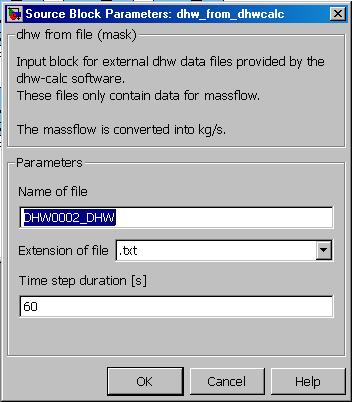 Source Block Parameters: dhw_from_dhwcalc
dhw from file (mask)
Input block for external dhw data files provided by the
dhw-calc software.
These files only contain data for massflow.
The massflow is converted into kg/s.
Parameters
Name of file
DHW0002_DHW
Extension of file
.txt
Time step duration [s]
60
OK
Cancel
Help